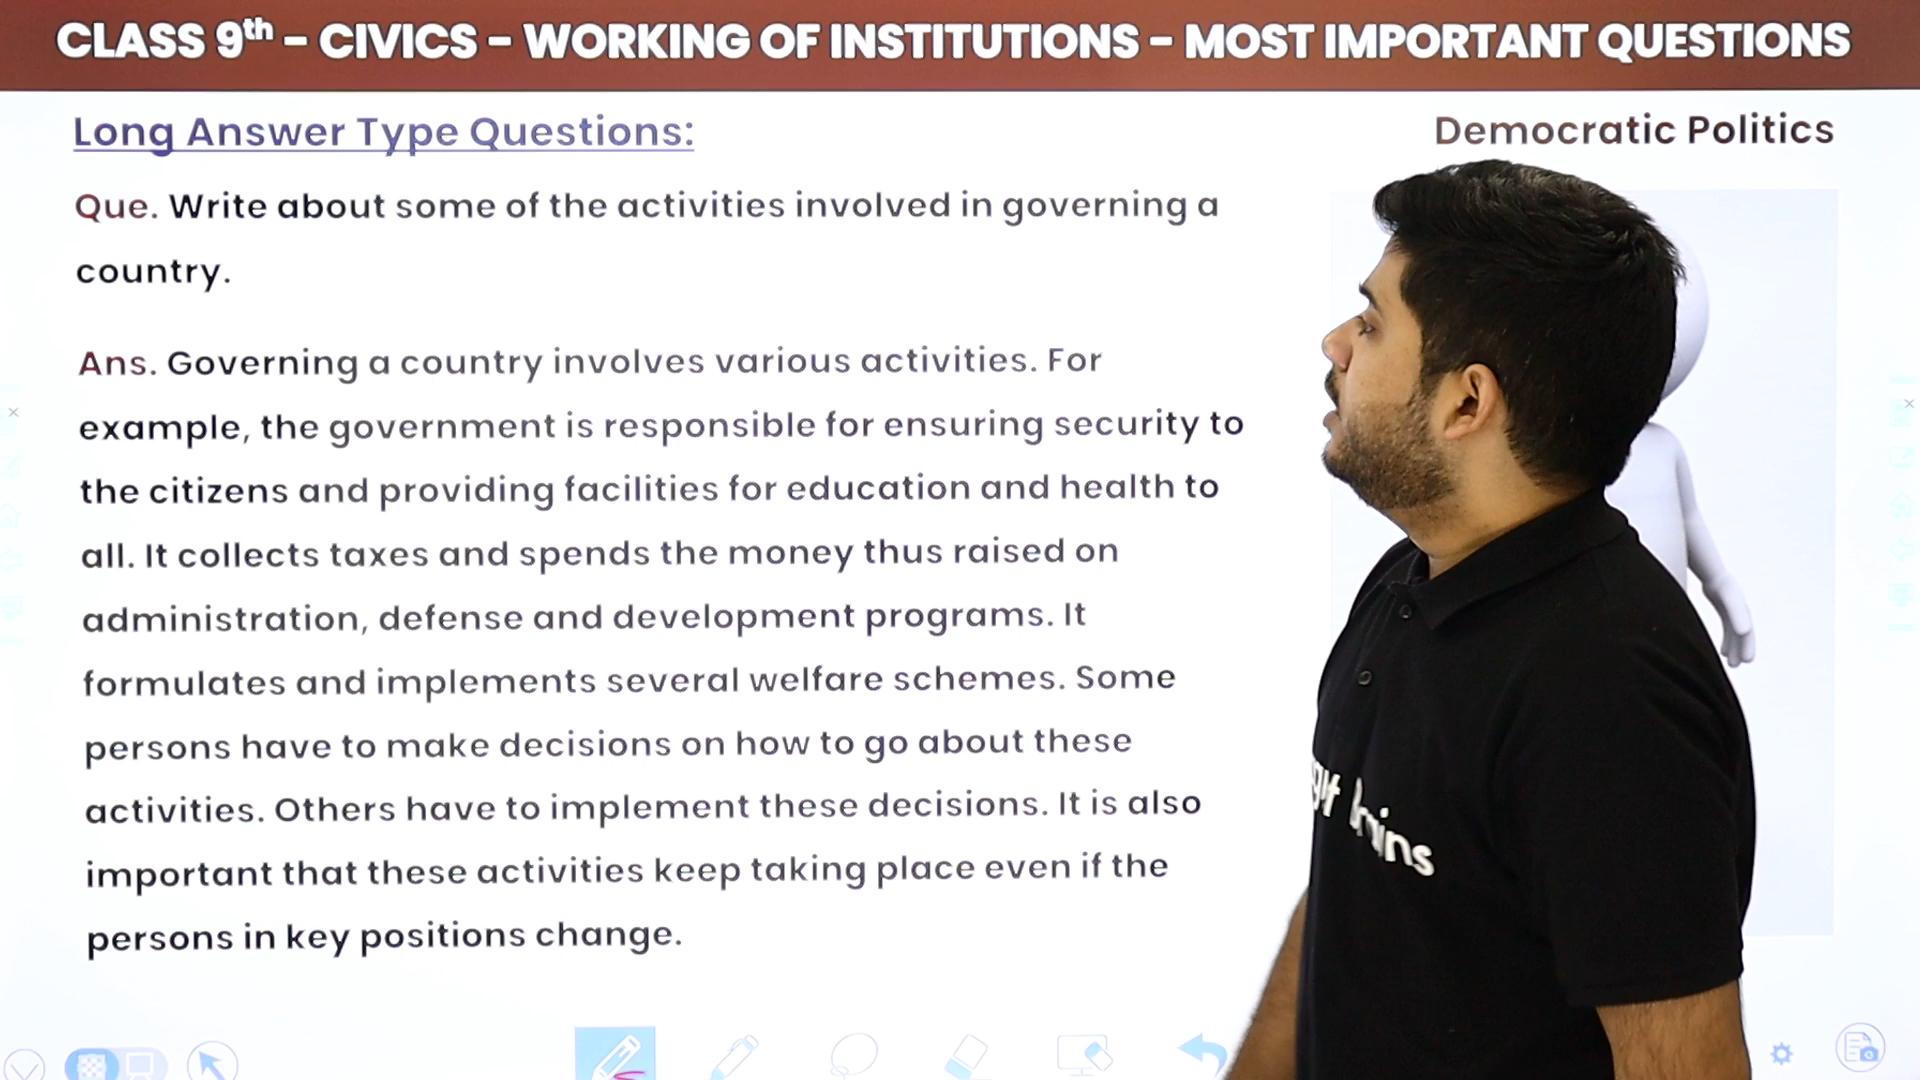 CLASS 9th - CIVICS - WORKING OF INSTITUTIONS - MOST IMPORTANT QUESTIONS
Long Answer Type Questions:
Democratic Politics
Que. Write about some of the activities involved in governing a
country.
Ans. Governing a country involves various activities. For
example, the government is responsible for ensuring security to
the citizens and providing facilities for education and health to
all. It collects taxes and spends the money thus raised on
administration, defense and development programs. It
formulates and implements several welfare schemes. Some
persons have to make decisions on how to go about these
activities. Others have to implement these decisions. It is also
important that these activities keep taking place even if the
persons in key positions change.
Brains